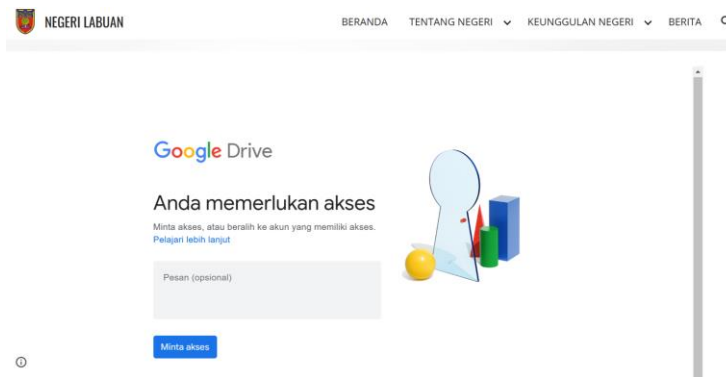 NEGERI LABUAN
BERANDA TENTANG NEGERI KEUNGGULAN NEGERI BERITA
Google Drive
Anda memerlukan akses
Minta akses, atau beralih ke akun yang memiliki akses.
Pelajari lebih lanjut
Pesan (opsional)
Minta akses